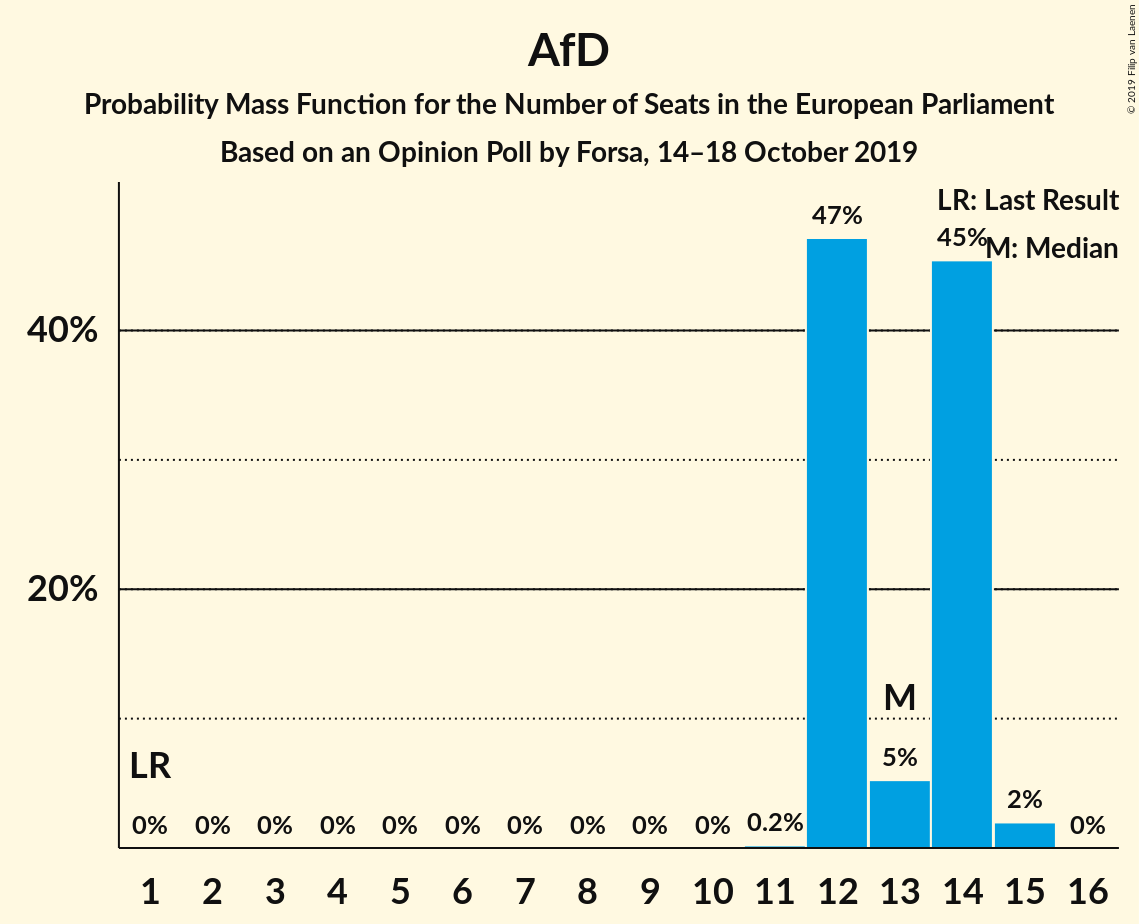 AfD
Probability Mass Function for the Number of Seats in the European Parliament
Based on an Opinion Poll by Forsa, 14–18 October 2019
© 2019 Filip van Laenen
LR: Last Result
M: Median
47%
45%
40%
20%
M
LR
5%
2%
0% 0% 0% 0% 0% 0% 0% 0% 0% 0% 0.2% 0%
1 2 3 4 5 6 7 8 9 10 11 12 13 14 15 16